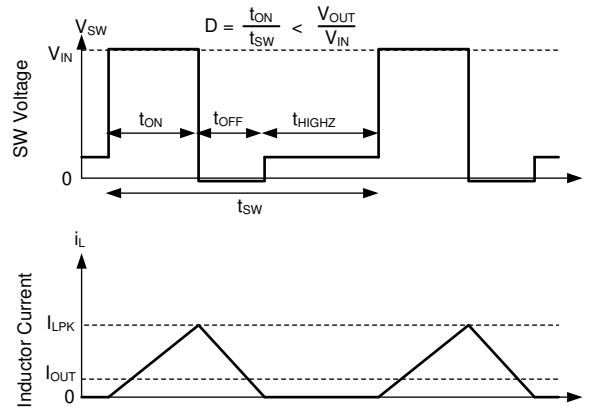 V_SW
D = t_ON / t_SW < V_OUT / V_IN
V_IN
SW Voltage
t_ON
t_OFF
t_HIGHZ
0
t_SW
i_L
Inductor Current
I_LPK
I_OUT
0